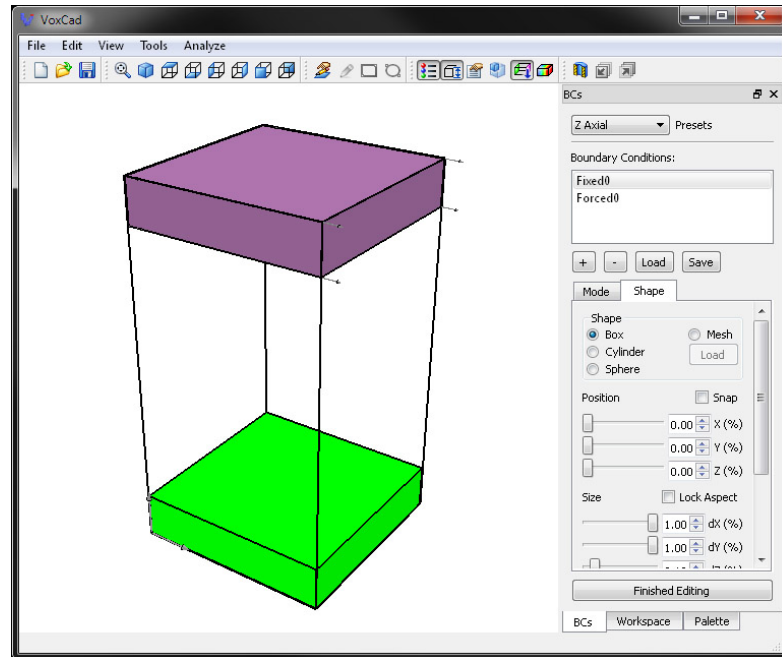 VoxCad
File Edit View Tools Analyze
BCs
Z Axial Presets
Boundary Conditions:
Fixed0
Forced0
+ - Load Save
Mode Shape
Shape
Box Mesh
Cylinder Load
Sphere
Position Snap
0.00 X (%)
0.00 Y (%)
0.00 Z (%)
Size Lock Aspect
1.00 dX (%)
1.00 dY (%)
Finished Editing
BCs Workspace Palette